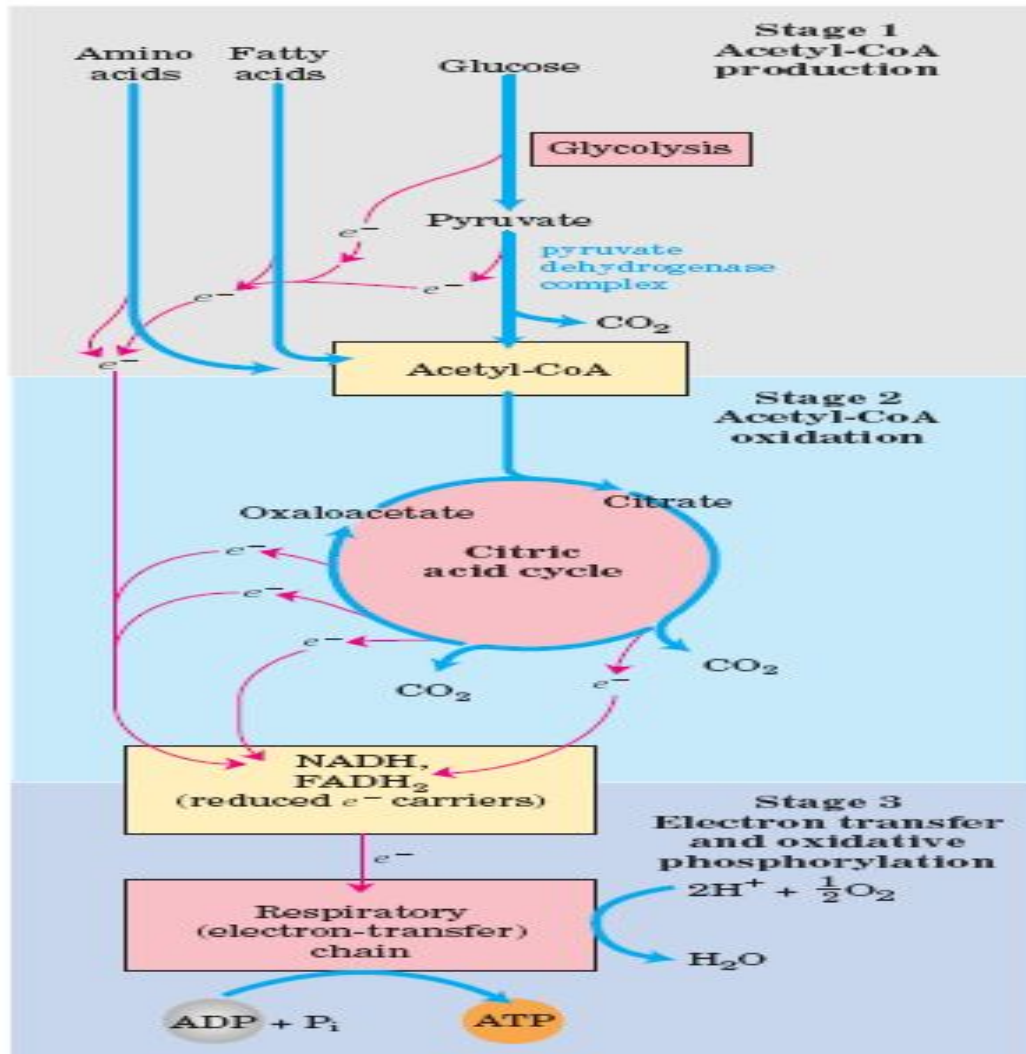 Stage 1
Acetyl-CoA
production
Amino
acids
Fatty
acids
Glucose
Glycolysis
Pyruvate
e⁻
pyruvate
dehydrogenase
complex
e⁻
e⁻
CO₂
e⁻
Acetyl-CoA
Stage 2
Acetyl-CoA
oxidation
Oxaloacetate
Citrate
Citric
acid cycle
e⁻
e⁻
e⁻
CO₂
e⁻
CO₂
NADH,
FADH₂
(reduced e⁻ carriers)
Stage 3
Electron transfer
and oxidative
phosphorylation
e⁻
2H⁺ + ½O₂
Respiratory
(electron-transfer)
chain
H₂O
ADP + Pᵢ
ATP